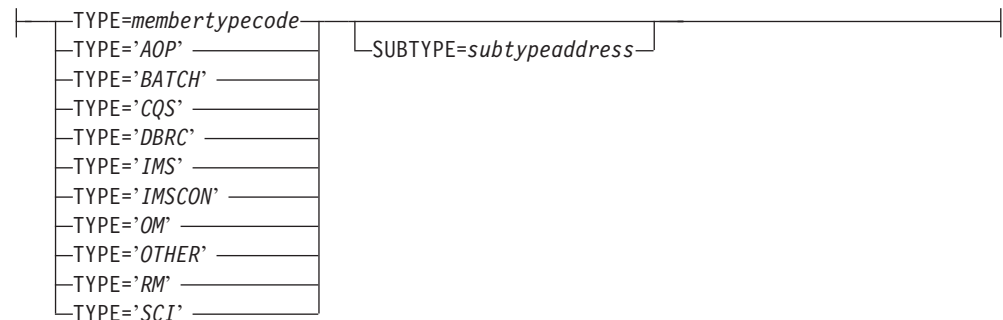 TYPE=membertypecode
SUBTYPE=subtypeaddress
TYPE='AOP'
TYPE='BATCH'
TYPE='CQS'
TYPE='DBRC'
TYPE='IMS'
TYPE='IMSCON'
TYPE='OM'
TYPE='OTHER'
TYPE='RM'
TYPE='SCI'